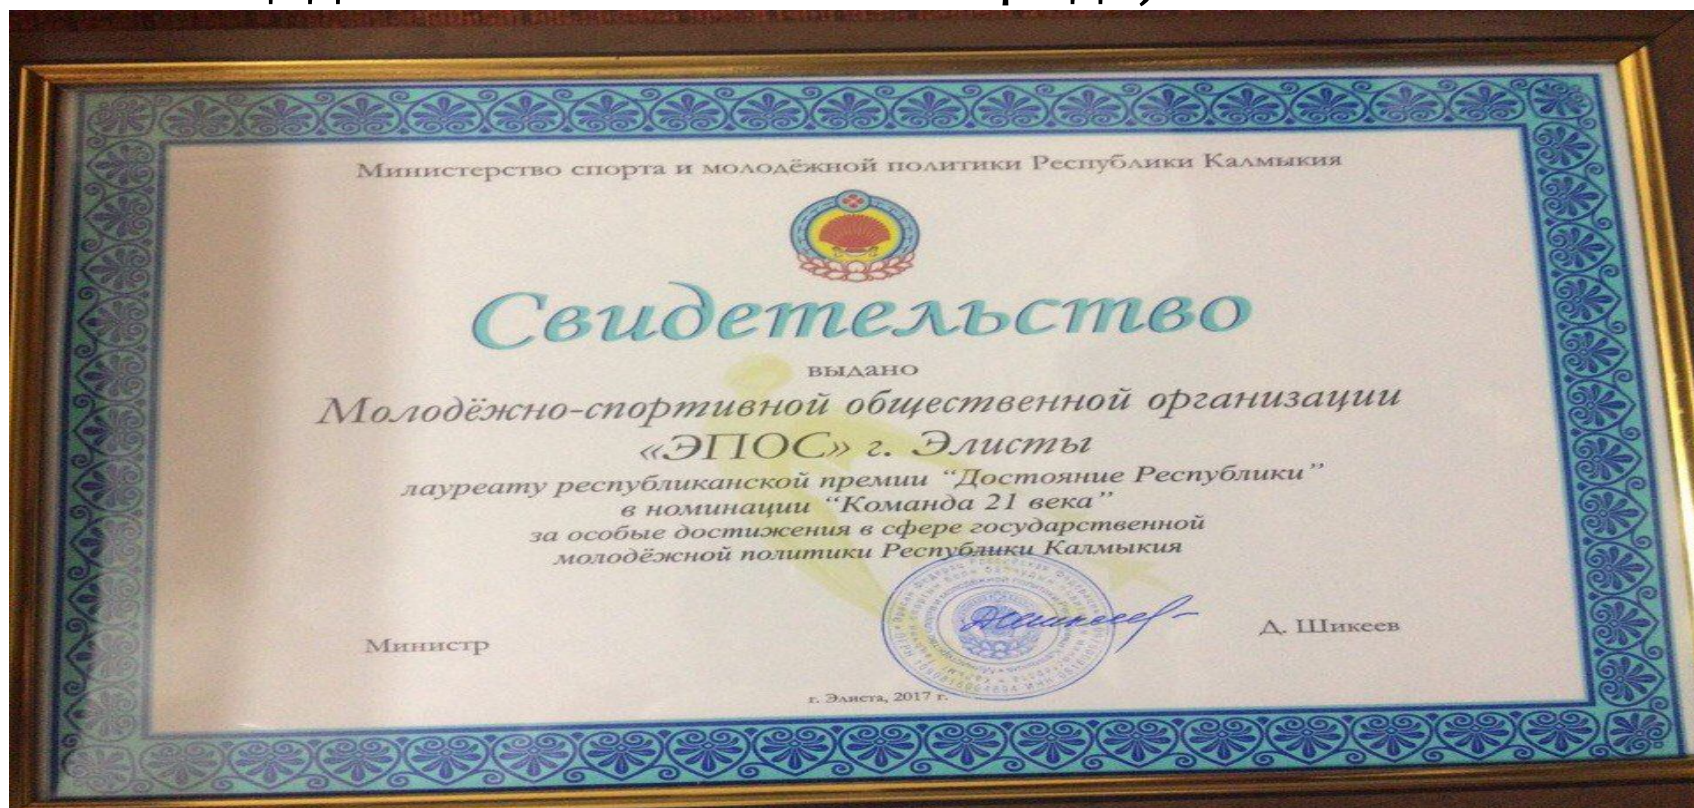 Министерство спорта и молодёжной политики Республики Калмыкия
Свидетельство
выдано
Молодёжно-спортивной общественной организации
«ЭПОС» г. Элисты
лауреату республиканской премии “Достояние Республики”
в номинации “Команда 21 века”
за особые достижения в сфере государственной
молодёжной политики Республики Калмыкия
Министр
Д. Шикеев
г. Элиста, 2017 г.